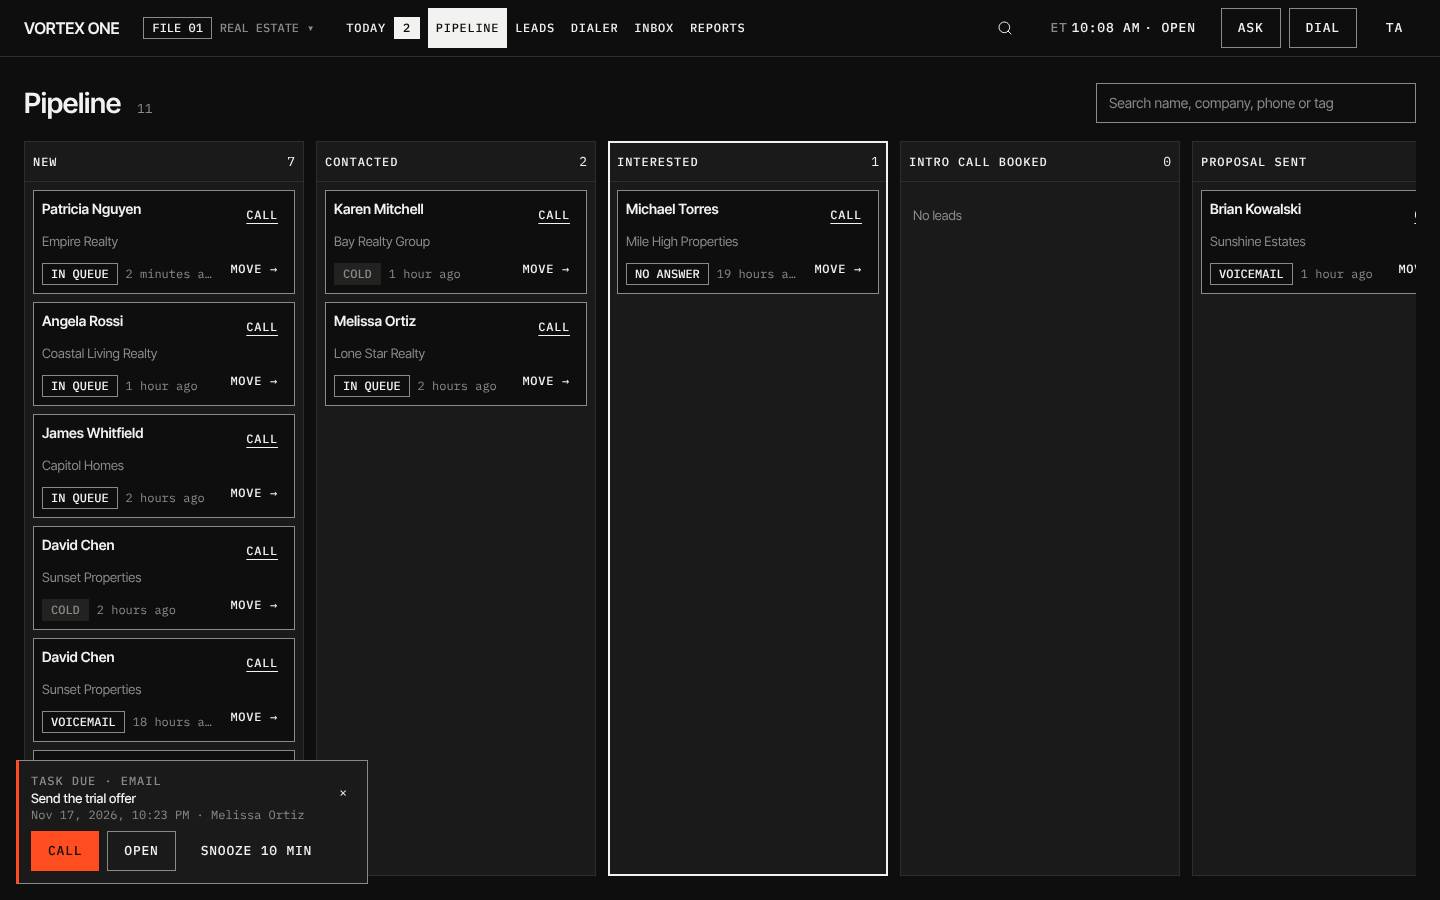 VORTEX ONE FILE 01 REAL ESTATE ▾ TODAY 2 PIPELINE LEADS DIALER INBOX REPORTS ET 10:08 AM · OPEN ASK DIAL TA
Pipeline 11 Search name, company, phone or tag
NEW 7
Patricia Nguyen CALL
Empire Realty
IN QUEUE 2 minutes a… MOVE →
Angela Rossi CALL
Coastal Living Realty
IN QUEUE 1 hour ago MOVE →
James Whitfield CALL
Capitol Homes
IN QUEUE 2 hours ago MOVE →
David Chen CALL
Sunset Properties
COLD 2 hours ago MOVE →
David Chen CALL
Sunset Properties
VOICEMAIL 18 hours a… MOVE →
CONTACTED 2
Karen Mitchell CALL
Bay Realty Group
COLD 1 hour ago MOVE →
Melissa Ortiz CALL
Lone Star Realty
IN QUEUE 2 hours ago MOVE →
INTERESTED 1
Michael Torres CALL
Mile High Properties
NO ANSWER 19 hours a… MOVE →
INTRO CALL BOOKED 0
No leads
PROPOSAL SENT
Brian Kowalski
Sunshine Estates
VOICEMAIL 1 hour ago
TASK DUE · EMAIL ×
Send the trial offer
Nov 17, 2026, 10:23 PM · Melissa Ortiz
CALL OPEN SNOOZE 10 MIN